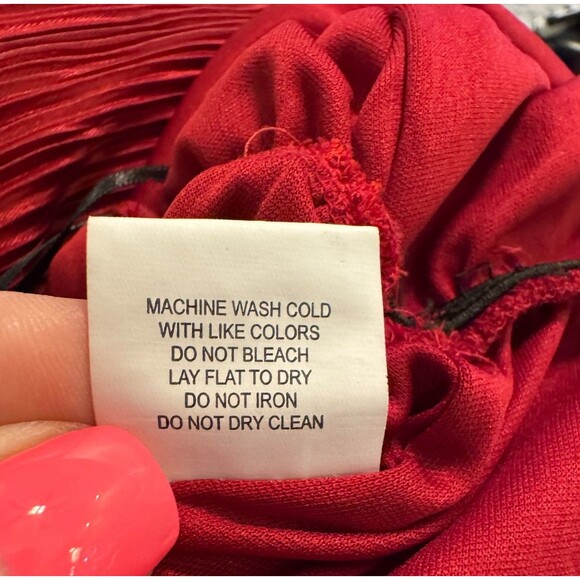 MACHINE WASH COLD
WITH LIKE COLORS
DO NOT BLEACH
LAY FLAT TO DRY
DO NOT IRON
DO NOT DRY CLEAN